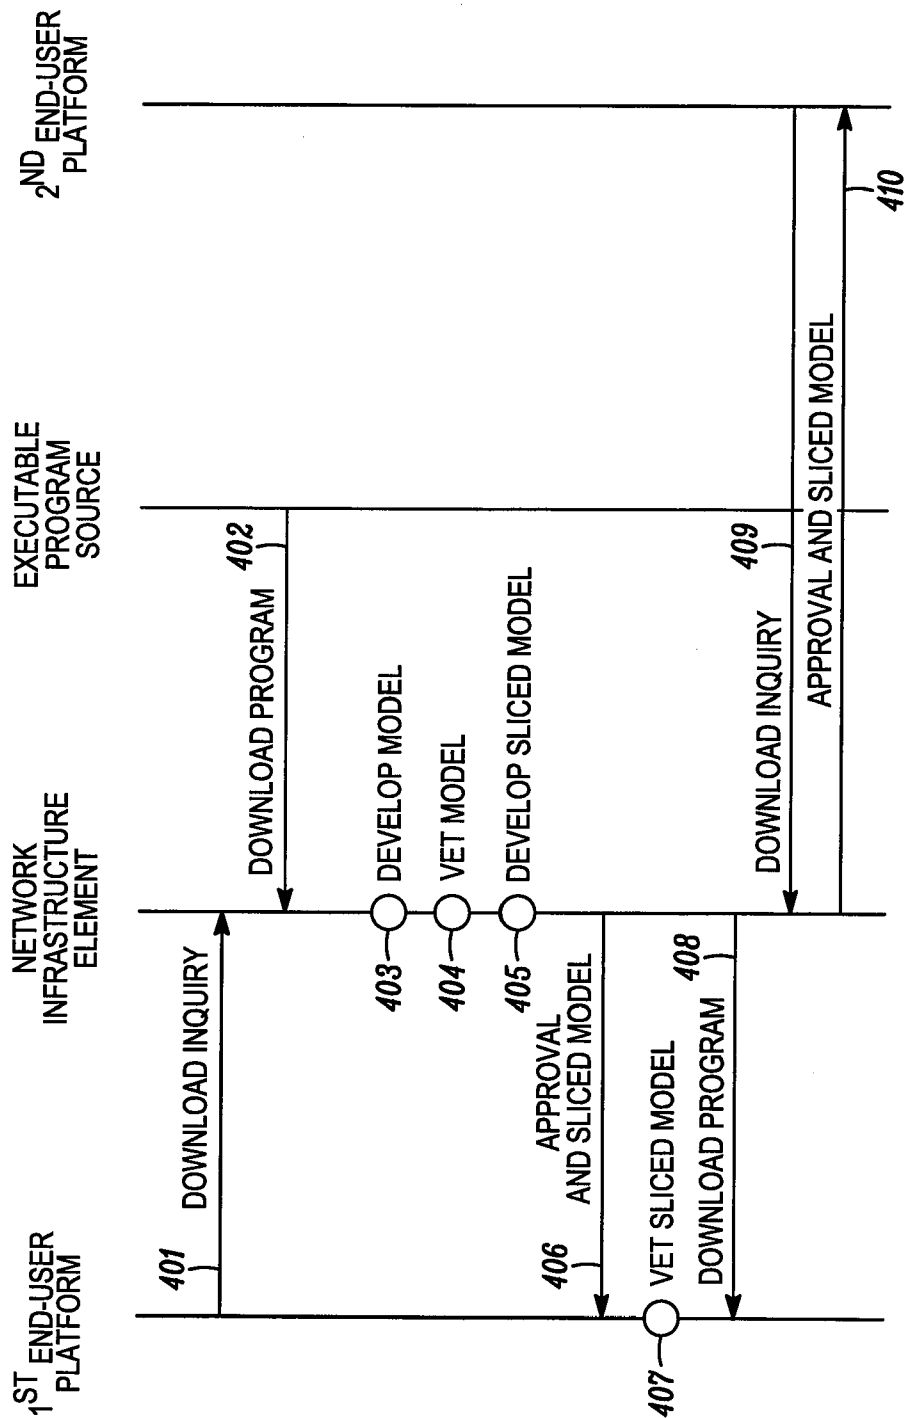 1ST END-USER
PLATFORM
NETWORK
INFRASTRUCTURE
ELEMENT
EXECUTABLE
PROGRAM
SOURCE
2ND END-USER
PLATFORM
401
DOWNLOAD INQUIRY
DOWNLOAD PROGRAM
402
403
DEVELOP MODEL
404
VET MODEL
405
DEVELOP SLICED MODEL
406
APPROVAL
AND SLICED MODEL
407
VET SLICED MODEL
DOWNLOAD PROGRAM
408
DOWNLOAD INQUIRY
409
APPROVAL AND SLICED MODEL
410